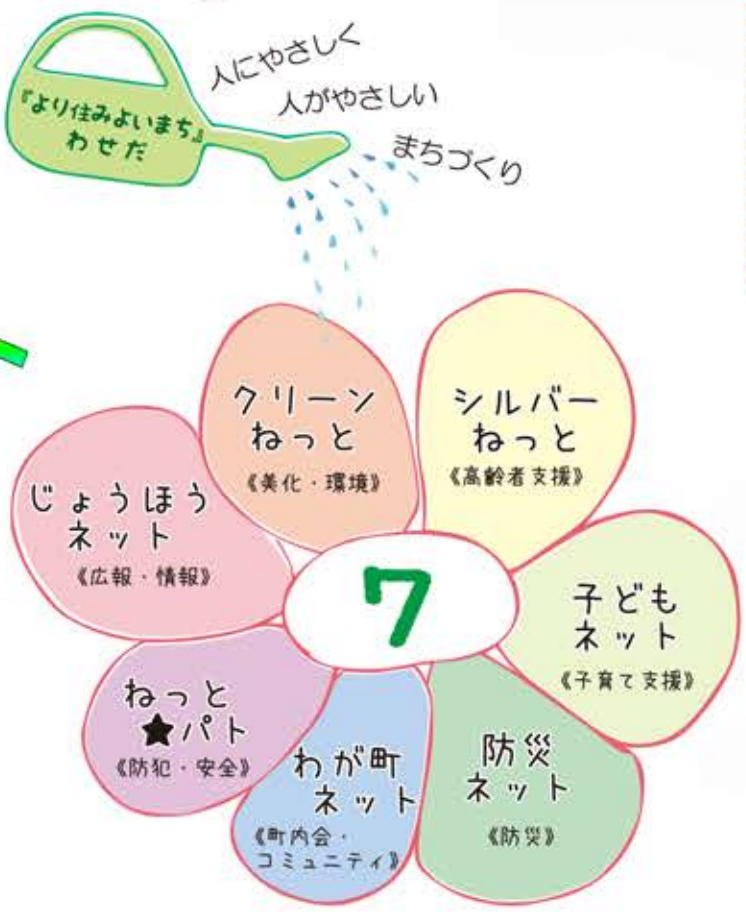 『より住みよいまち』
わせだ
人にやさしく
人がやさしい
まちづくり
クリーン
ねっと
《美化・環境》
シルバー
ねっと
《高齢者支援》
じょうほう
ネット
《広報・情報》
7
子ども
ネット
《子育て支援》
ねっと
★パト
《防犯・安全》
わが町
ネット
《町内会・
コミュニティ》
防災
ネット
《防災》